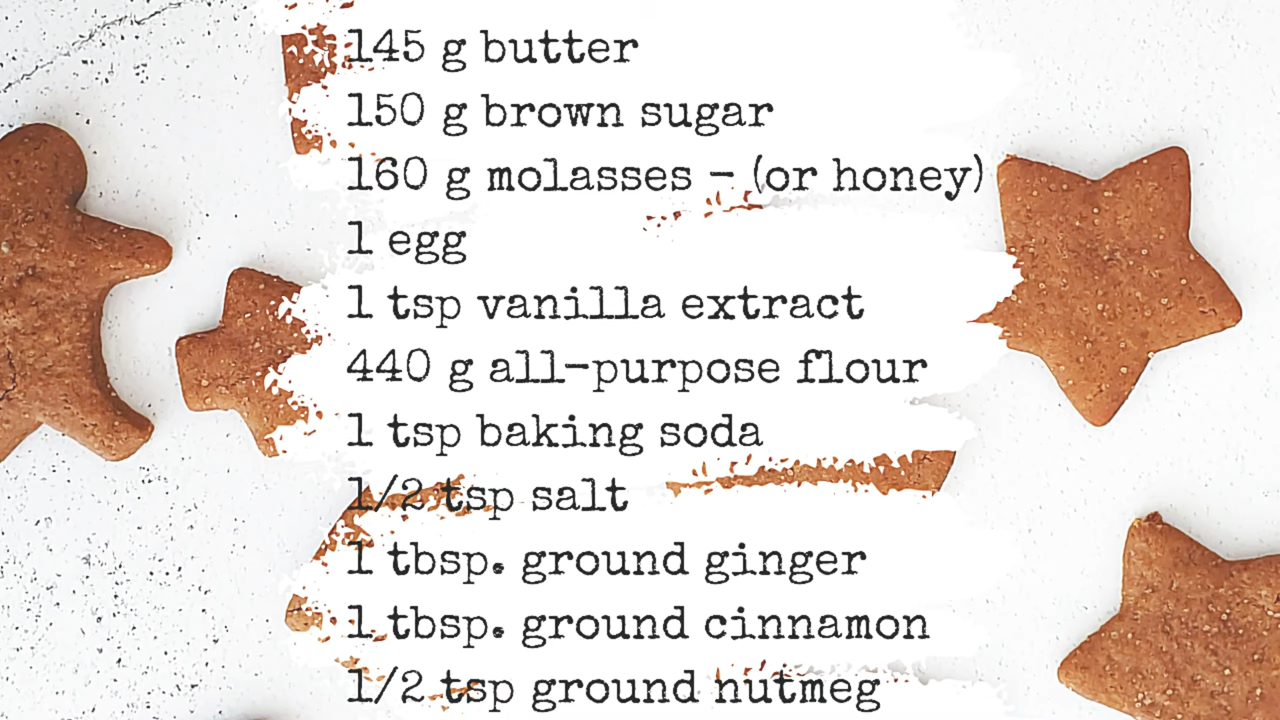 145 g butter
150 g brown sugar
160 g molasses - (or honey)
1 egg
1 tsp vanilla extract
440 g all-purpose flour
1 tsp baking soda
1/2 tsp salt
1 tbsp. ground ginger
1 tbsp. ground cinnamon
1/2 tsp ground nutmeg